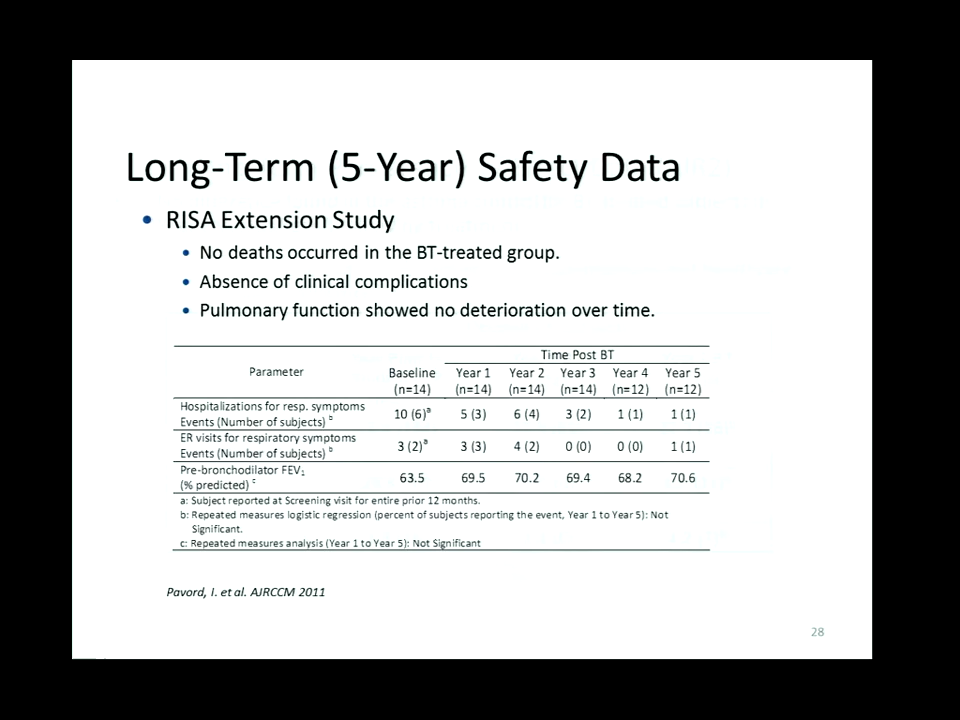 Long-Term (5-Year) Safety Data
• RISA Extension Study
• No deaths occurred in the BT-treated group.
• Absence of clinical complications
• Pulmonary function showed no deterioration over time.
Time Post BT
Parameter Baseline Year 1 Year 2 Year 3 Year 4 Year 5
(n=14) (n=14) (n=14) (n=14) (n=12) (n=12)
Hospitalizations for resp. symptoms
Events (Number of subjects) b 10 (6)a 5 (3) 6 (4) 3 (2) 1 (1) 1 (1)
ER visits for respiratory symptoms
Events (Number of subjects) b 3 (2)a 3 (3) 4 (2) 0 (0) 0 (0) 1 (1)
Pre-bronchodilator FEV1
(% predicted) c 63.5 69.5 70.2 69.4 68.2 70.6
a: Subject reported at Screening visit for entire prior 12 months.
b: Repeated measures logistic regression (percent of subjects reporting the event, Year 1 to Year 5): Not
Significant.
c: Repeated measures analysis (Year 1 to Year 5): Not Significant
Pavord, I. et al. AJRCCM 2011
28